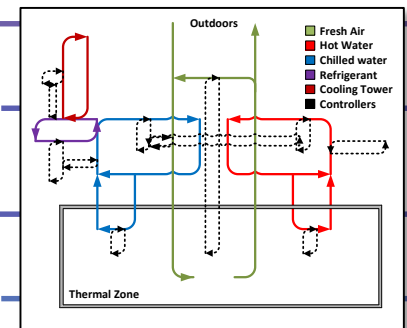 Outdoors
Fresh Air
Hot Water
Chilled water
Refrigerant
Cooling Tower
Controllers
Thermal Zone